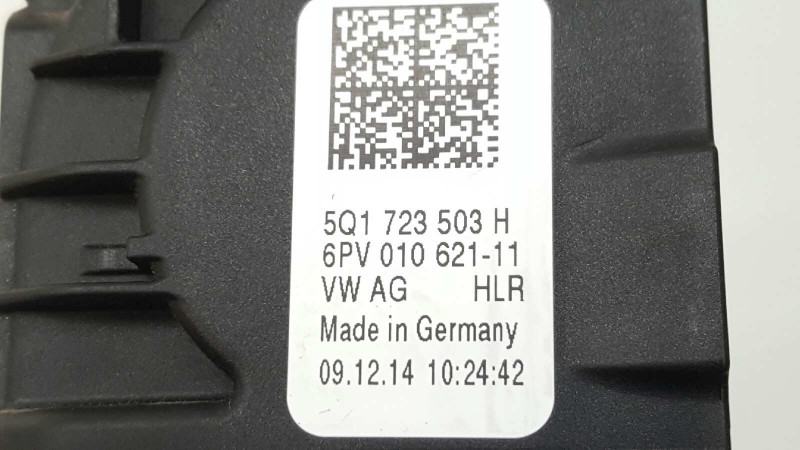 5Q1 723 503 H
6PV 010 621-11
VW AG HLR
Made in Germany
09.12.14 10:24:42